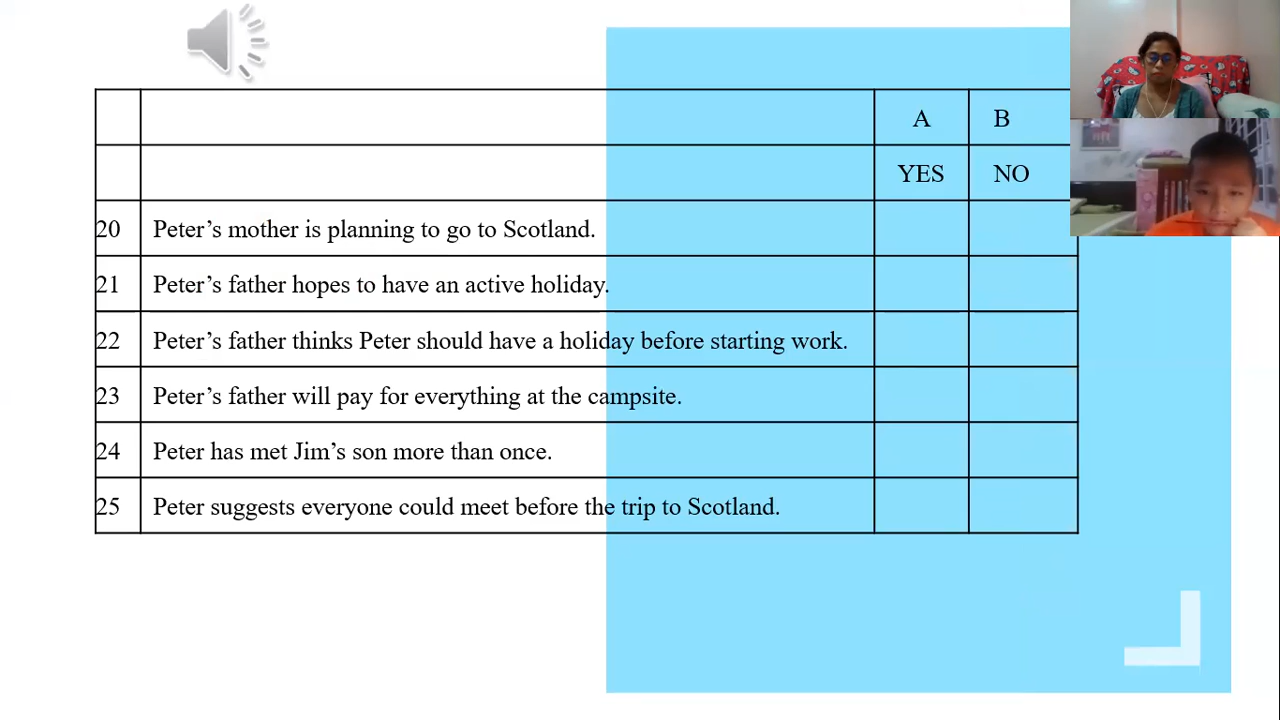 A B
YES NO
20 Peter’s mother is planning to go to Scotland.
21 Peter’s father hopes to have an active holiday.
22 Peter’s father thinks Peter should have a holiday before starting work.
23 Peter’s father will pay for everything at the campsite.
24 Peter has met Jim’s son more than once.
25 Peter suggests everyone could meet before the trip to Scotland.